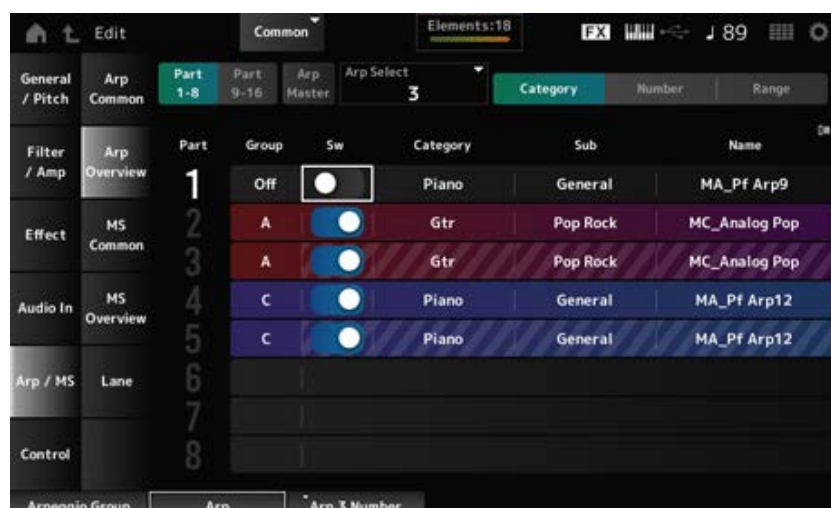 Edit Common Elements:18 FX ♩ 89
General / Pitch
Arp Common
Part 1-8
Part 9-16
Arp Master
Arp Select 3
Category Number Range
Filter / Amp
Arp Overview
Part Group Sw Category Sub Name
1 Off Piano General MA_Pf Arp9
Effect
MS Common
2 A Gtr Pop Rock MC_Analog Pop
3 A Gtr Pop Rock MC_Analog Pop
Audio In
MS Overview
4 C Piano General MA_Pf Arp12
5 C Piano General MA_Pf Arp12
Arp / MS
Lane
6
7
Control
8
Arpeggio Group Arp Arp 3 Number